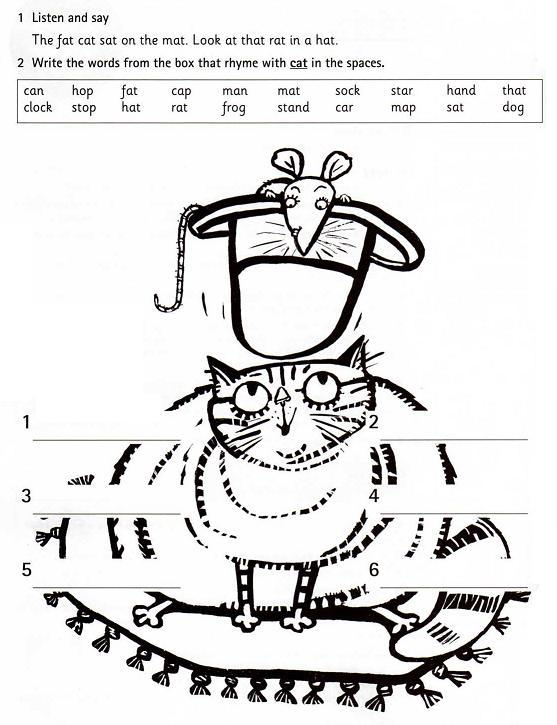 1 Listen and say
The fat cat sat on the mat. Look at that rat in a hat.
2 Write the words from the box that rhyme with cat in the spaces.
can hop fat cap man mat sock star hand that
clock stop hat rat frog stand car map sat dog
1 2
3 4
5 6